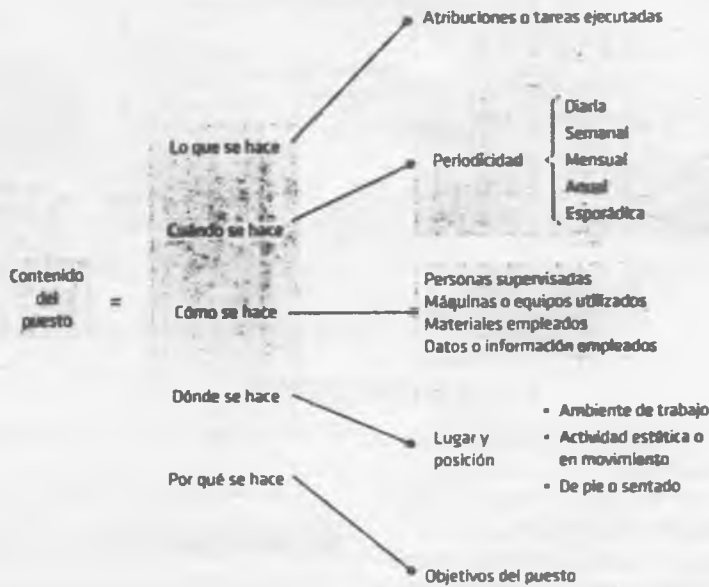 Atribuciones o tareas ejecutadas
Lo que se hace
Diaria
Semanal
Periodicidad
Mensual
Anual
Esporádica
Cuándo se hace
Contenido
del
puesto
=
Cómo se hace
Personas supervisadas
Máquinas o equipos utilizados
Materiales empleados
Datos o información empleados
Dónde se hace
Lugar y
posición
• Ambiente de trabajo
• Actividad estática o
en movimiento
• De pie o sentado
Por qué se hace
Objetivos del puesto